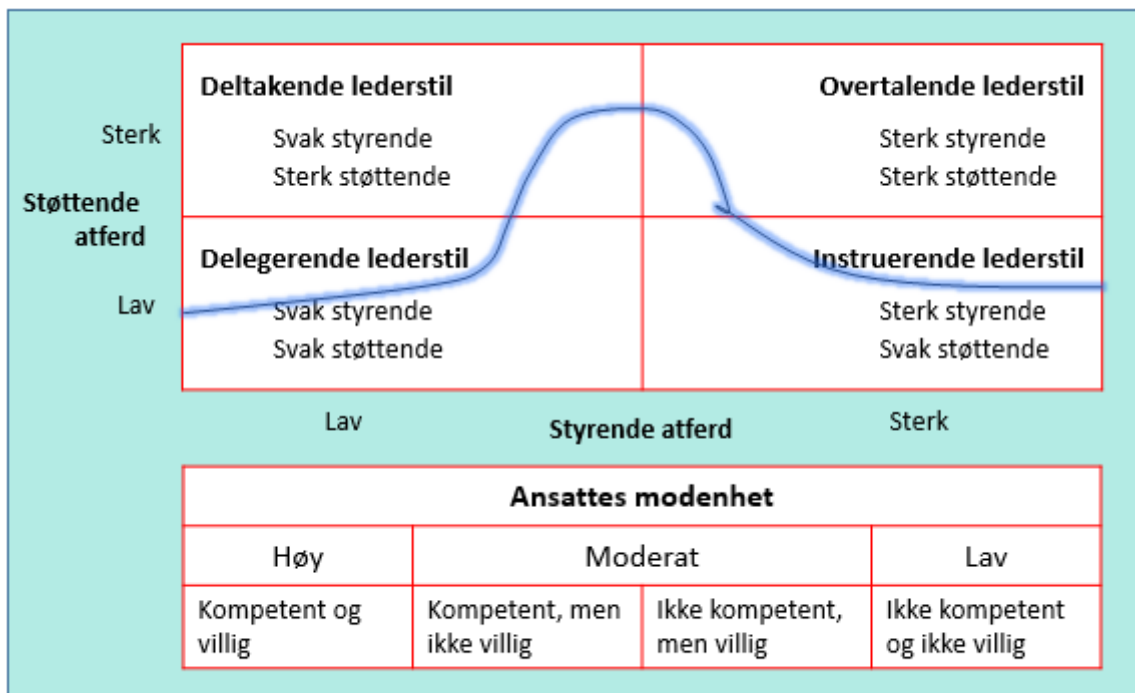 Deltakende lederstil
Svak styrende
Sterk støttende
Overtalende lederstil
Sterk styrende
Sterk støttende
Sterk
Støttende
atferd
Lav
Delegerende lederstil
Svak styrende
Svak støttende
Instruerende lederstil
Sterk styrende
Svak støttende
Lav
Styrende atferd
Sterk
Ansattes modenhet
Høy
Moderat
Lav
Kompetent og
villig
Kompetent, men
ikke villig
Ikke kompetent,
men villig
Ikke kompetent
og ikke villig